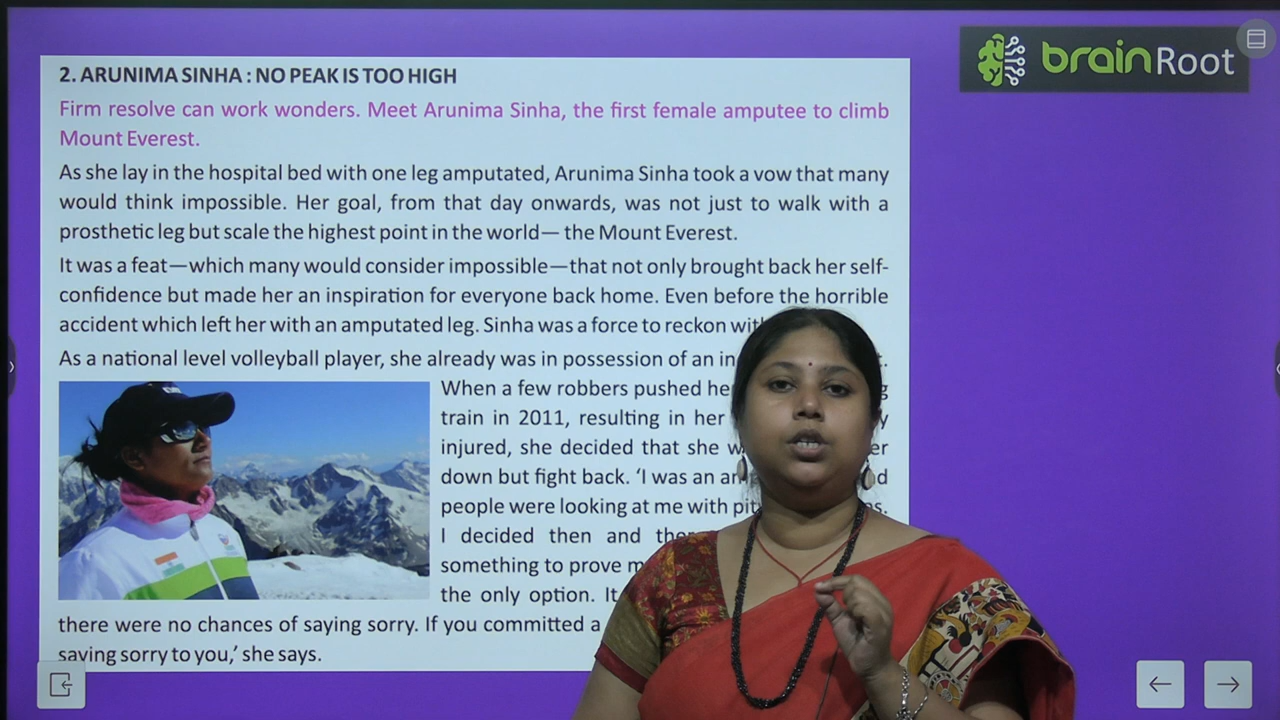 brainRoot
2. ARUNIMA SINHA : NO PEAK IS TOO HIGH
Firm resolve can work wonders. Meet Arunima Sinha, the first female amputee to climb
Mount Everest.
As she lay in the hospital bed with one leg amputated, Arunima Sinha took a vow that many
would think impossible. Her goal, from that day onwards, was not just to walk with a
prosthetic leg but scale the highest point in the world— the Mount Everest.
It was a feat—which many would consider impossible—that not only brought back her self-
confidence but made her an inspiration for everyone back home. Even before the horrible
accident which left her with an amputated leg. Sinha was a force to reckon
As a national level volleyball player, she already was in possession of an
When a few robbers pushed
train in 2011, resulting in her
injured, she decided that she
down but fight back. ‘I was an
people were looking at me with
I decided then and
something to prove
the only option. It
there were no chances of saying sorry. If you committed a
saying sorry to you,’ she says.